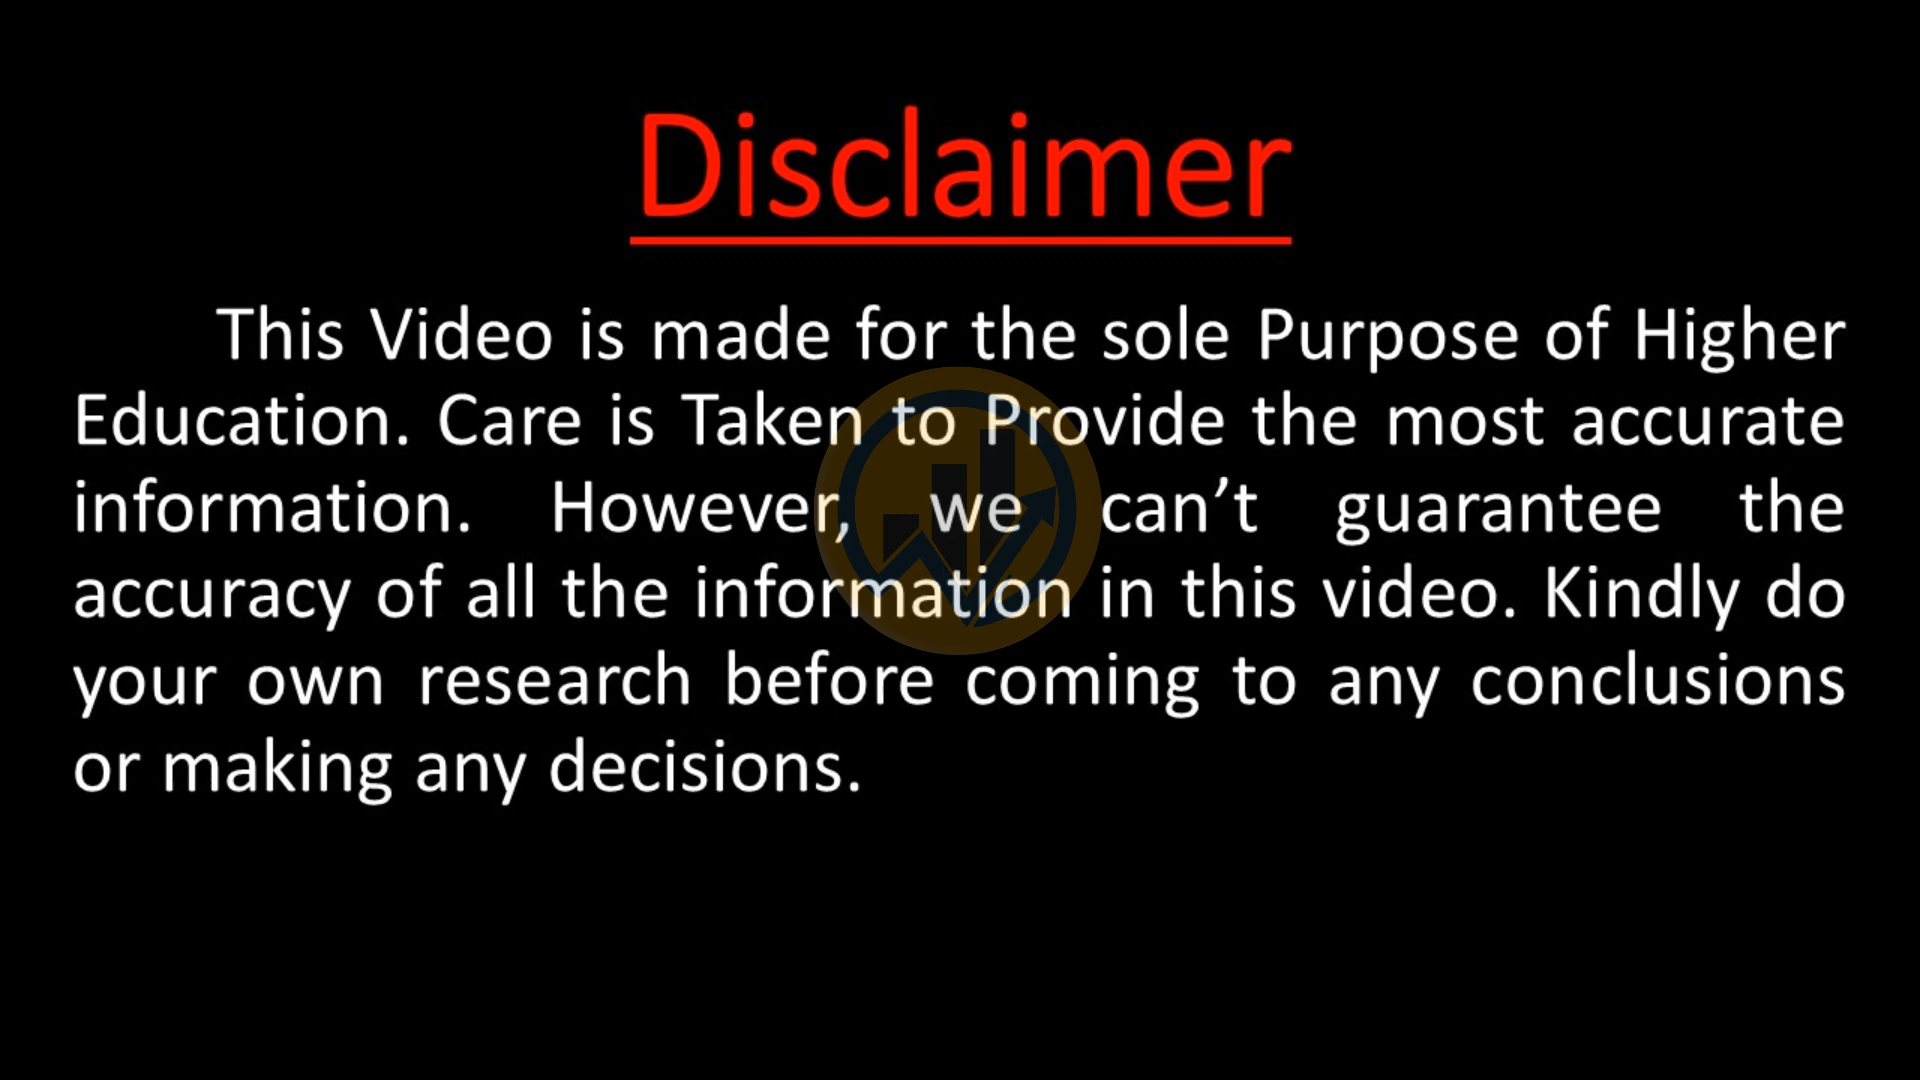 Disclaimer
This Video is made for the sole Purpose of Higher
Education. Care is Taken to Provide the most accurate
information. However, we can’t guarantee the
accuracy of all the information in this video. Kindly do
your own research before coming to any conclusions
or making any decisions.